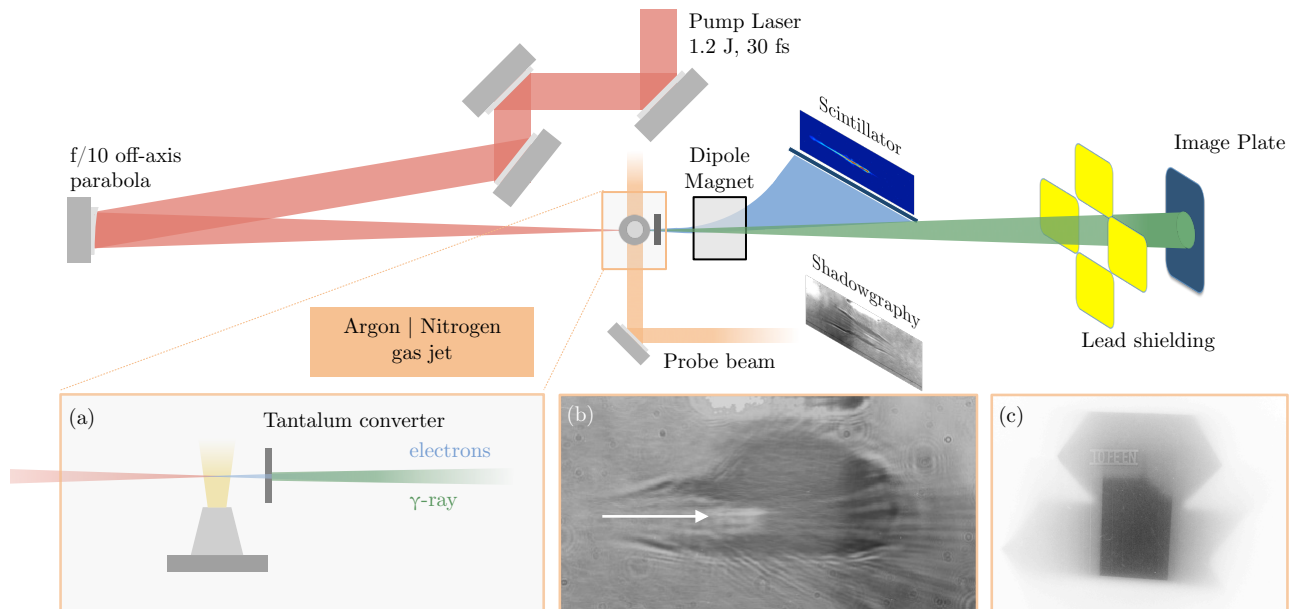 Pump Laser
1.2 J, 30 fs
f/10 off-axis
parabola
Dipole
Magnet
Scintillator
Image Plate
Shadowgraphy
Argon | Nitrogen
gas jet
Probe beam
Lead shielding
(a)
Tantalum converter
electrons
γ-ray
(b)
(c)